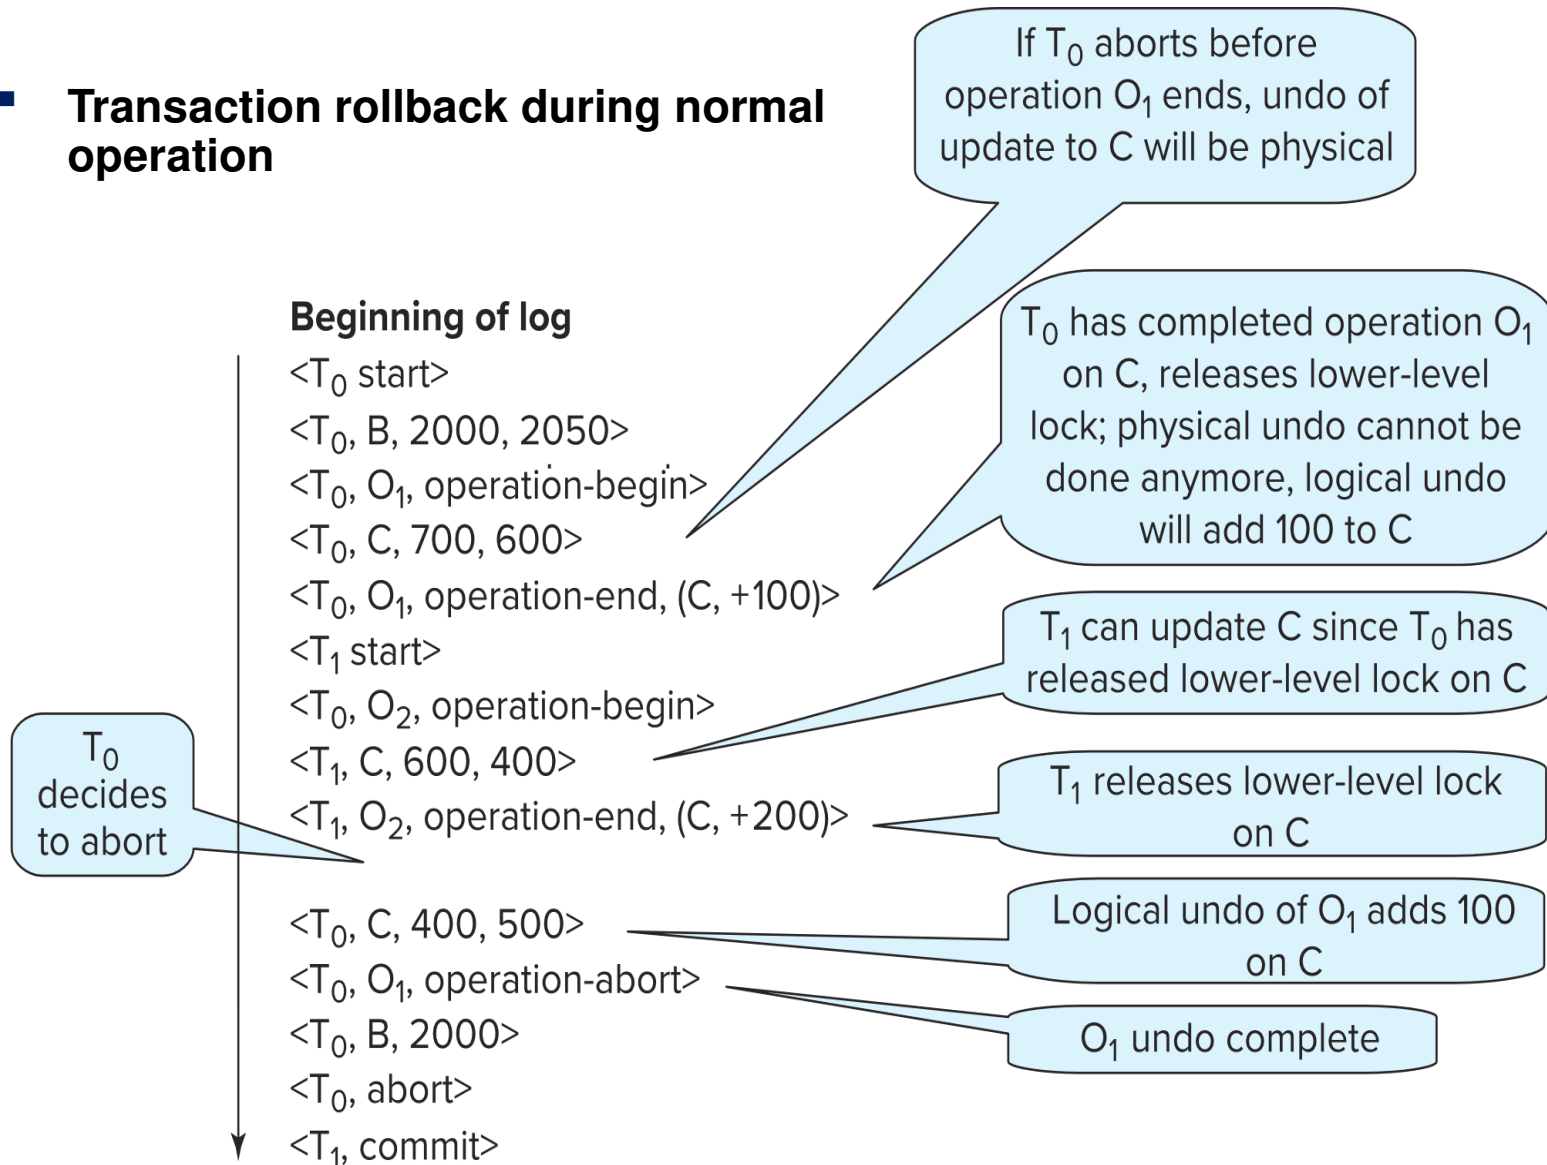 Transaction rollback during normal
operation
If T₀ aborts before
operation O₁ ends, undo of
update to C will be physical
Beginning of log
<T₀ start>
<T₀, B, 2000, 2050>
<T₀, O₁, operation-begin>
<T₀, C, 700, 600>
<T₀, O₁, operation-end, (C, +100)>
<T₁ start>
<T₀, O₂, operation-begin>
<T₁, C, 600, 400>
<T₁, O₂, operation-end, (C, +200)>
T₀ has completed operation O₁
on C, releases lower-level
lock; physical undo cannot be
done anymore, logical undo
will add 100 to C
T₁ can update C since T₀ has
released lower-level lock on C
T₀
decides
to abort
T₁ releases lower-level lock
on C
<T₀, C, 400, 500>
<T₀, O₁, operation-abort>
<T₀, B, 2000>
<T₀, abort>
<T₁, commit>
Logical undo of O₁ adds 100
on C
O₁ undo complete